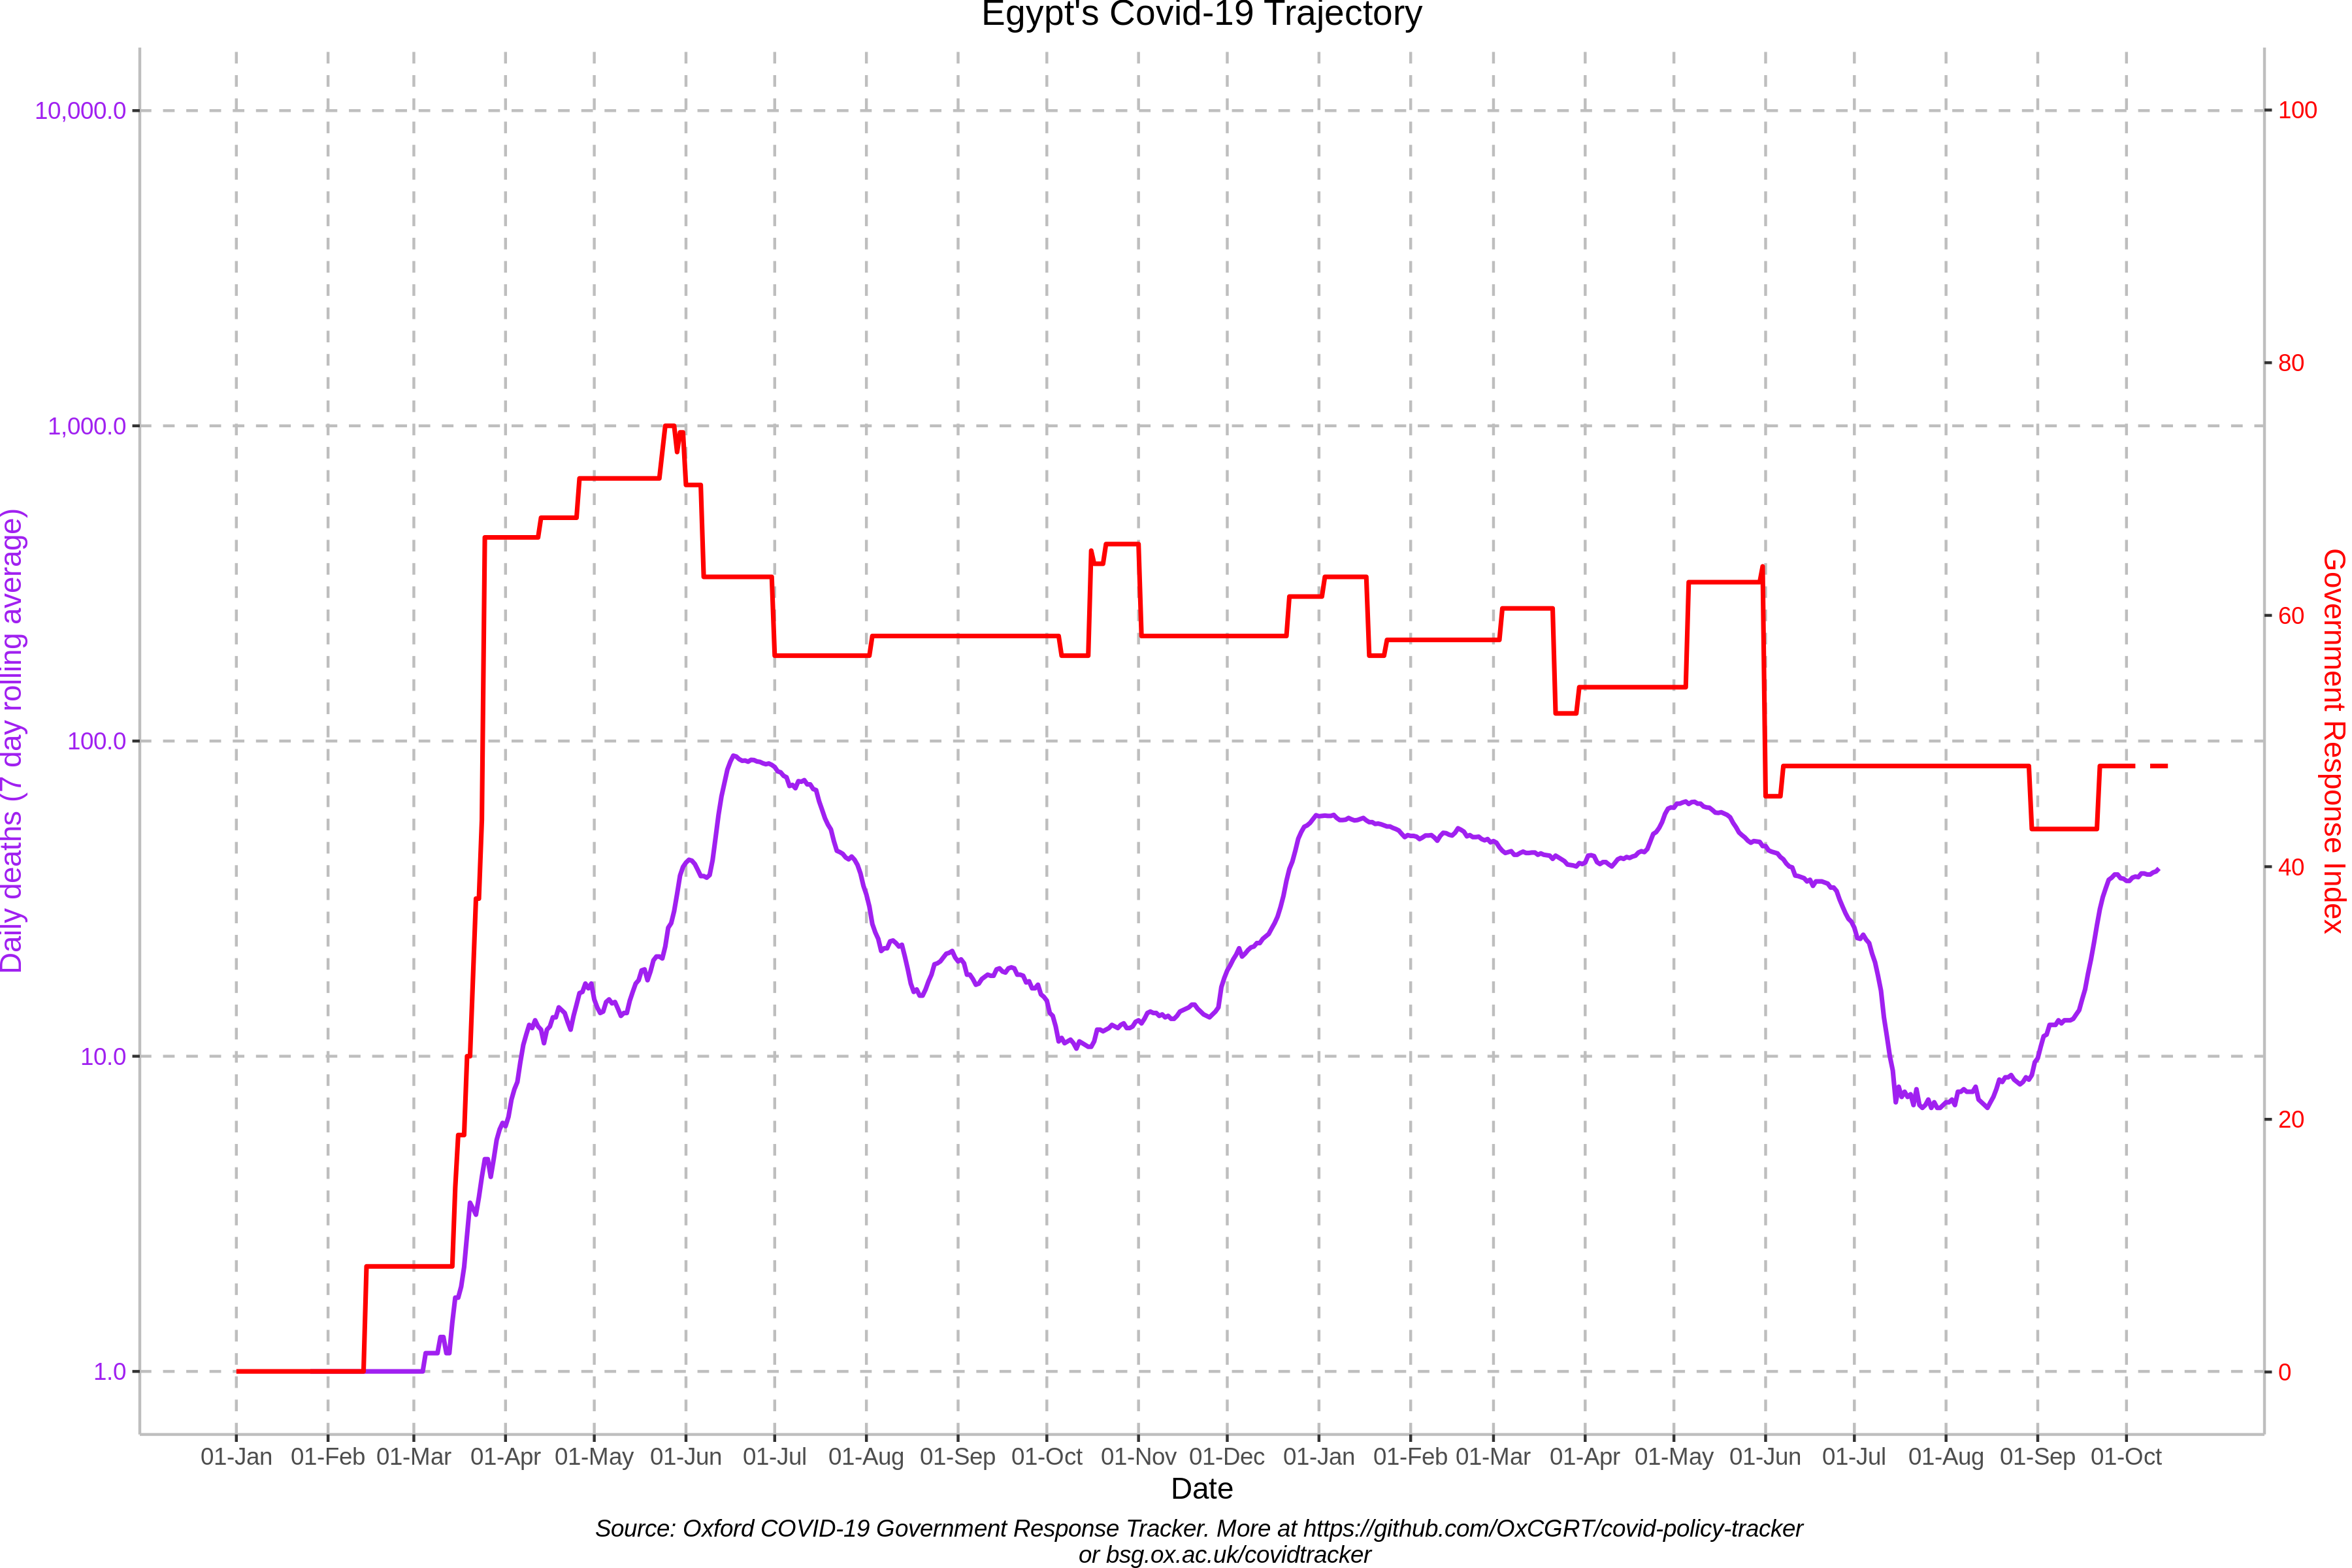 Egypt's Covid-19 Trajectory
10,000.0
1,000.0
100.0
10.0
1.0
Daily deaths (7 day rolling average)
100
80
60
40
20
0
Government Response Index
01-Jan 01-Feb 01-Mar 01-Apr 01-May 01-Jun 01-Jul 01-Aug 01-Sep 01-Oct 01-Nov 01-Dec 01-Jan 01-Feb 01-Mar 01-Apr 01-May 01-Jun 01-Jul 01-Aug 01-Sep 01-Oct
Date
Source: Oxford COVID-19 Government Response Tracker. More at https://github.com/OxCGRT/covid-policy-tracker
or bsg.ox.ac.uk/covidtracker